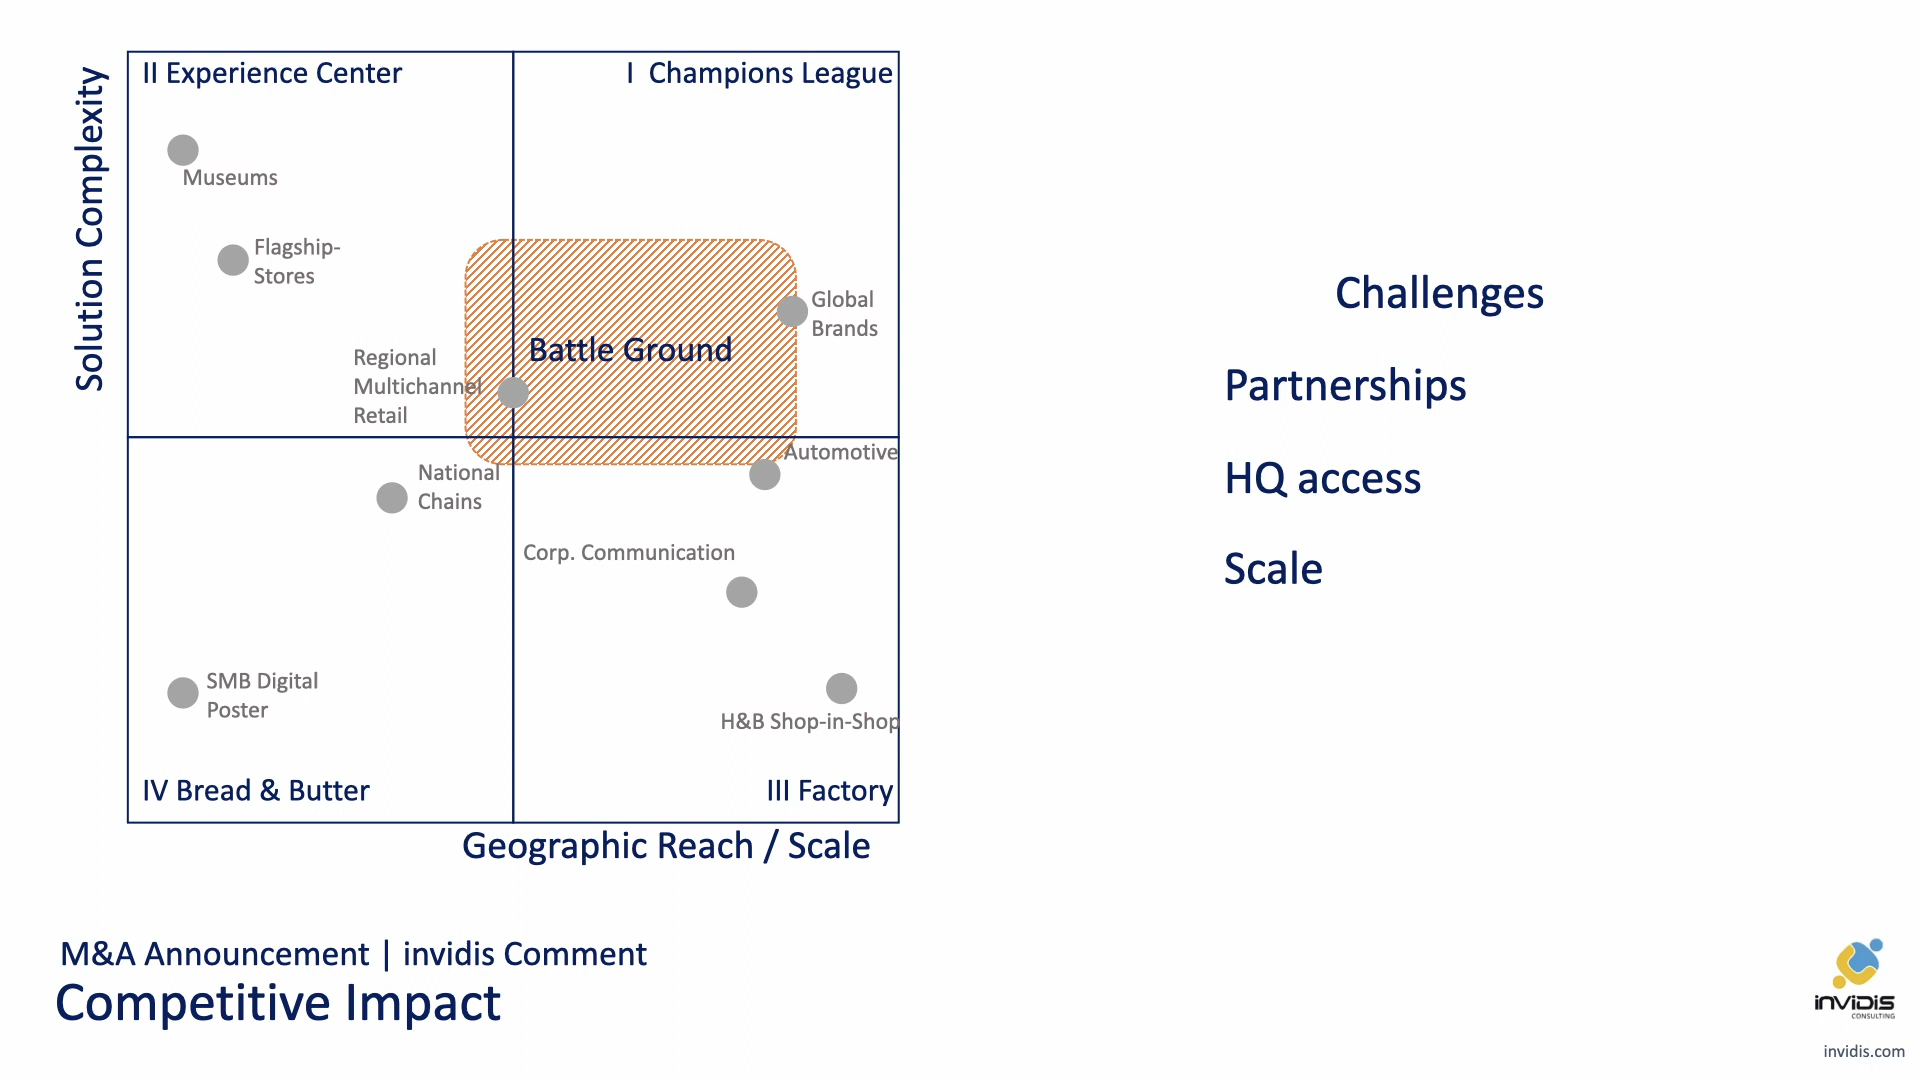 Solution Complexity
II Experience Center
I Champions League
Museums
Flagship-
Stores
Global
Brands
Battle Ground
Regional
Multichannel
Retail
Automotive
National
Chains
Corp. Communication
SMB Digital
Poster
H&B Shop-in-Shop
IV Bread & Butter
III Factory
Geographic Reach / Scale
Challenges
Partnerships
HQ access
Scale
M&A Announcement | invidis Comment
Competitive Impact
invidis
CONSULTING
invidis.com